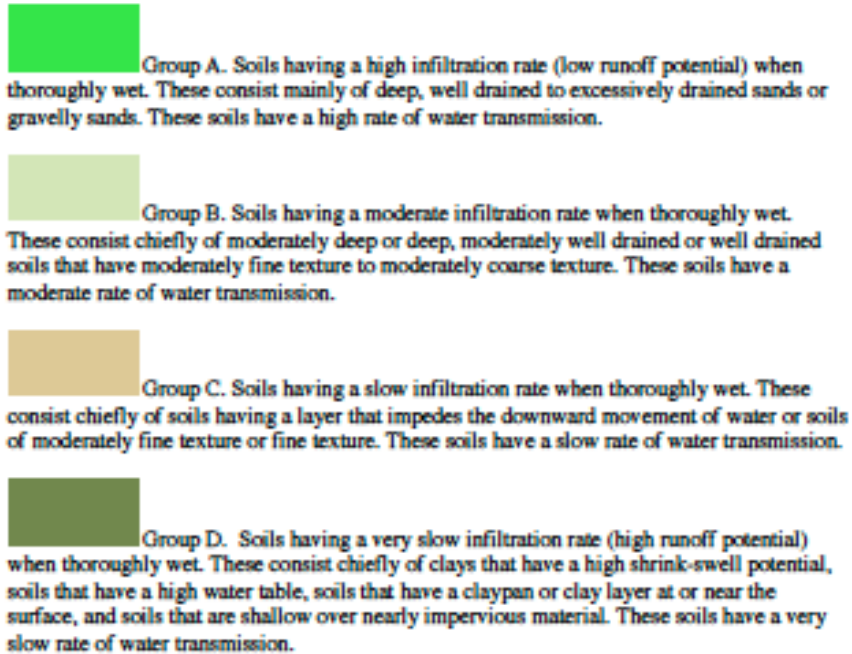 Group A. Soils having a high infiltration rate (low runoff potential) when
thoroughly wet. These consist mainly of deep, well drained to excessively drained sands or
gravelly sands. These soils have a high rate of water transmission.
Group B. Soils having a moderate infiltration rate when thoroughly wet.
These consist chiefly of moderately deep or deep, moderately well drained or well drained
soils that have moderately fine texture to moderately coarse texture. These soils have a
moderate rate of water transmission.
Group C. Soils having a slow infiltration rate when thoroughly wet. These
consist chiefly of soils having a layer that impedes the downward movement of water or soils
of moderately fine texture or fine texture. These soils have a slow rate of water transmission.
Group D. Soils having a very slow infiltration rate (high runoff potential)
when thoroughly wet. These consist chiefly of clays that have a high shrink-swell potential,
soils that have a high water table, soils that have a claypan or clay layer at or near the
surface, and soils that are shallow over nearly impervious material. These soils have a very
slow rate of water transmission.